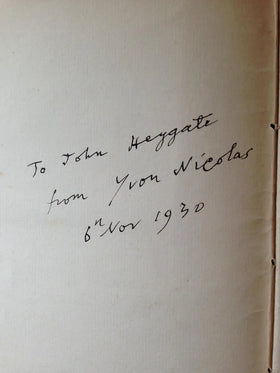 To John Heygate
from Yvon Nicolas
6th Nov 1930